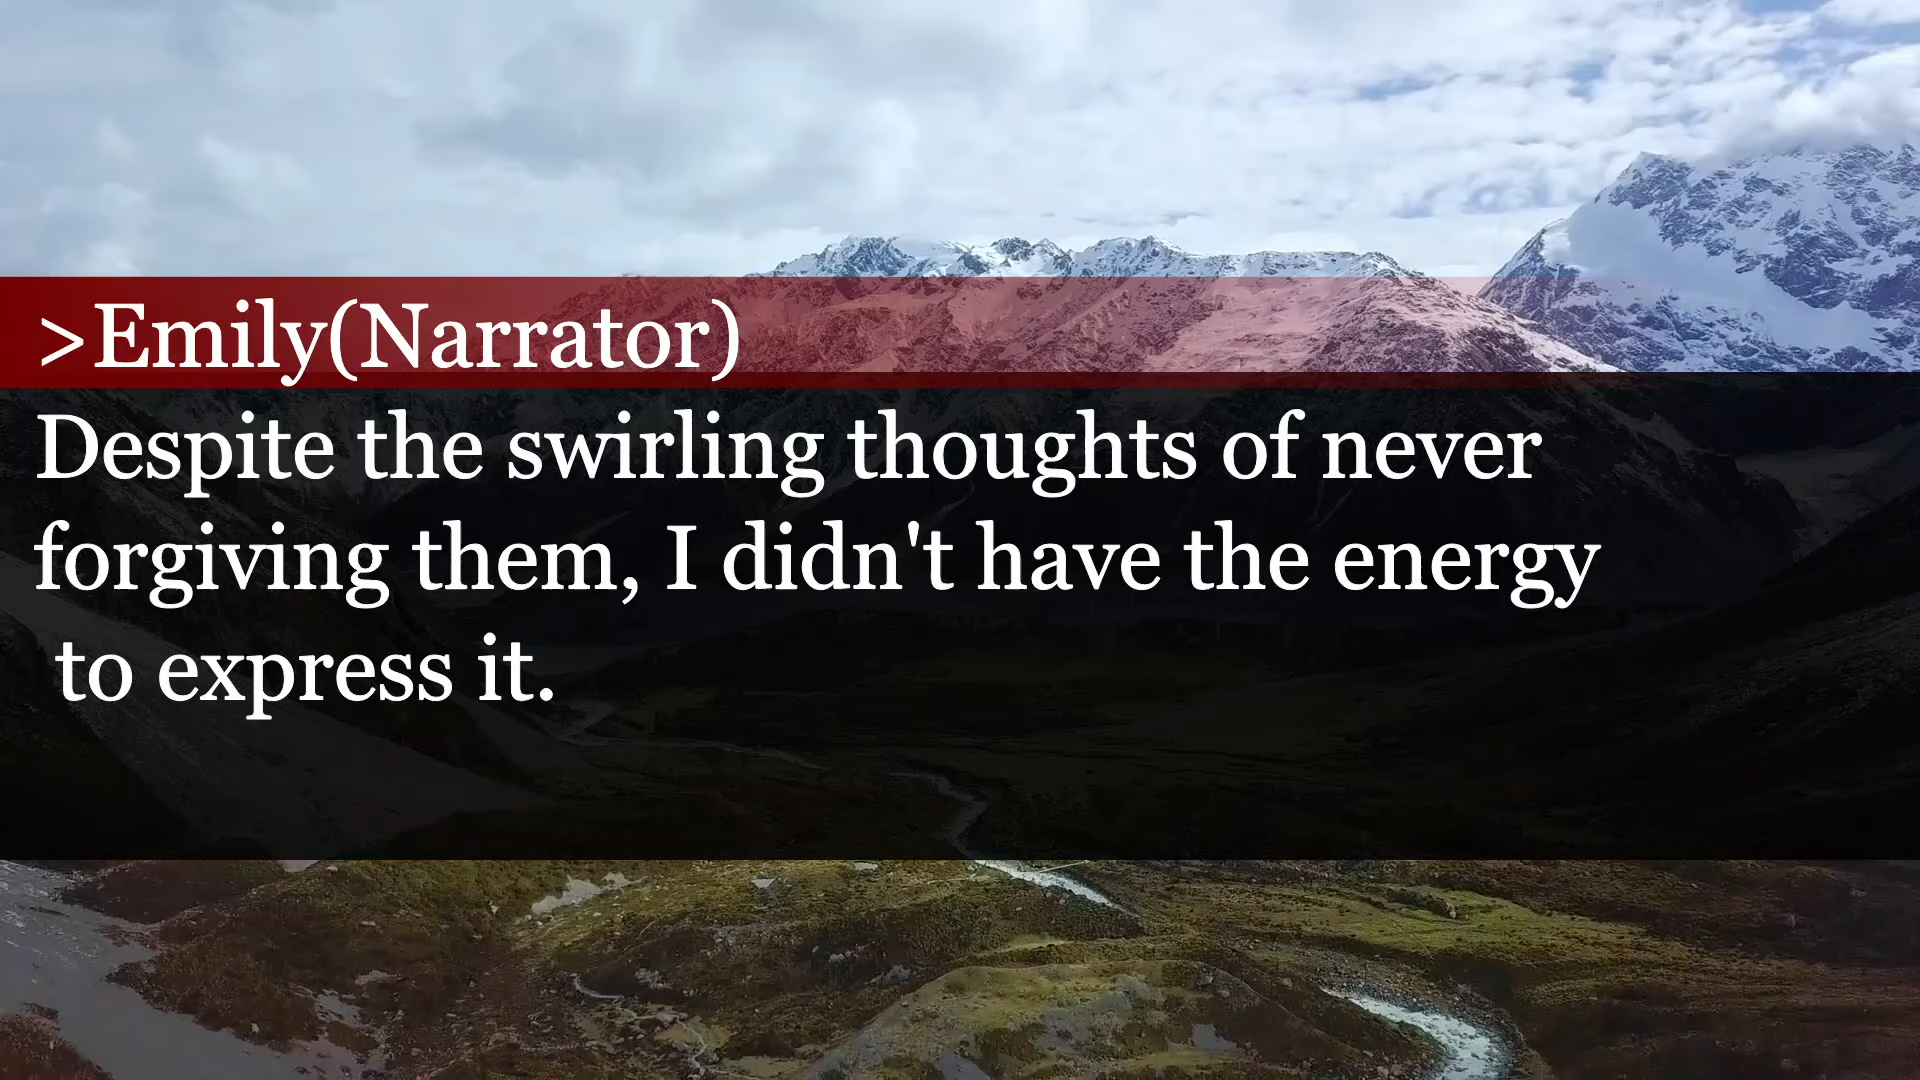 >Emily(Narrator)
Despite the swirling thoughts of never
forgiving them, I didn't have the energy
to express it.